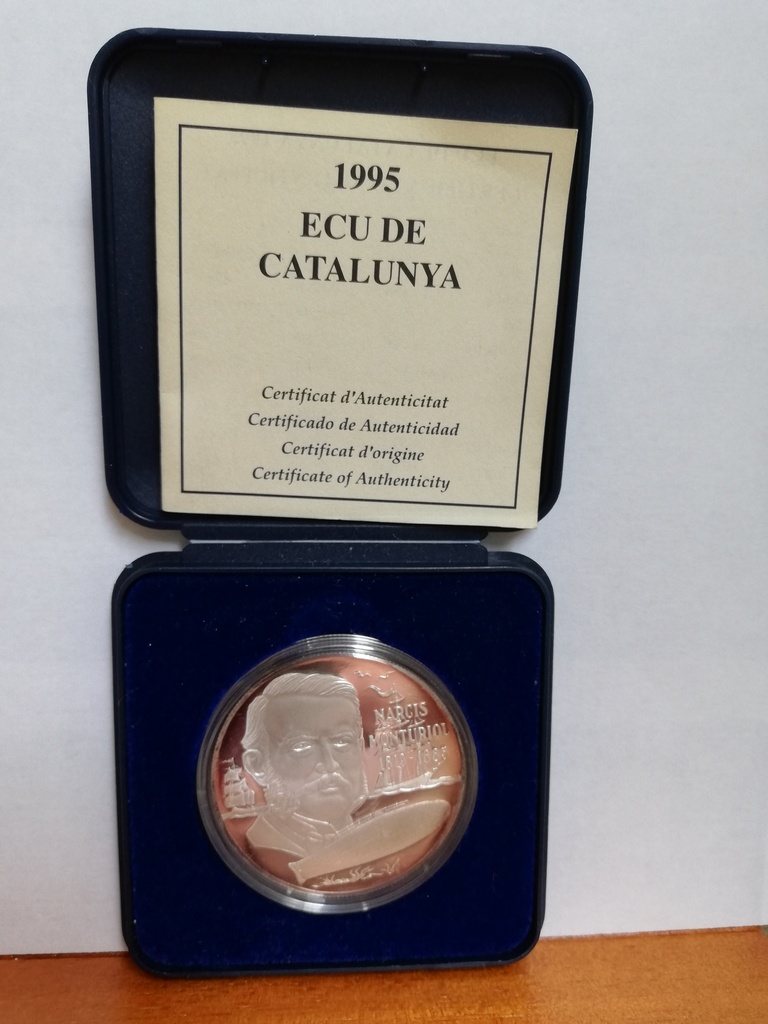 1995
ECU DE
CATALUNYA
Certificat d'Autenticitat
Certificado de Autenticidad
Certificat d'origine
Certificate of Authenticity
NARCIS
MONTURIOL